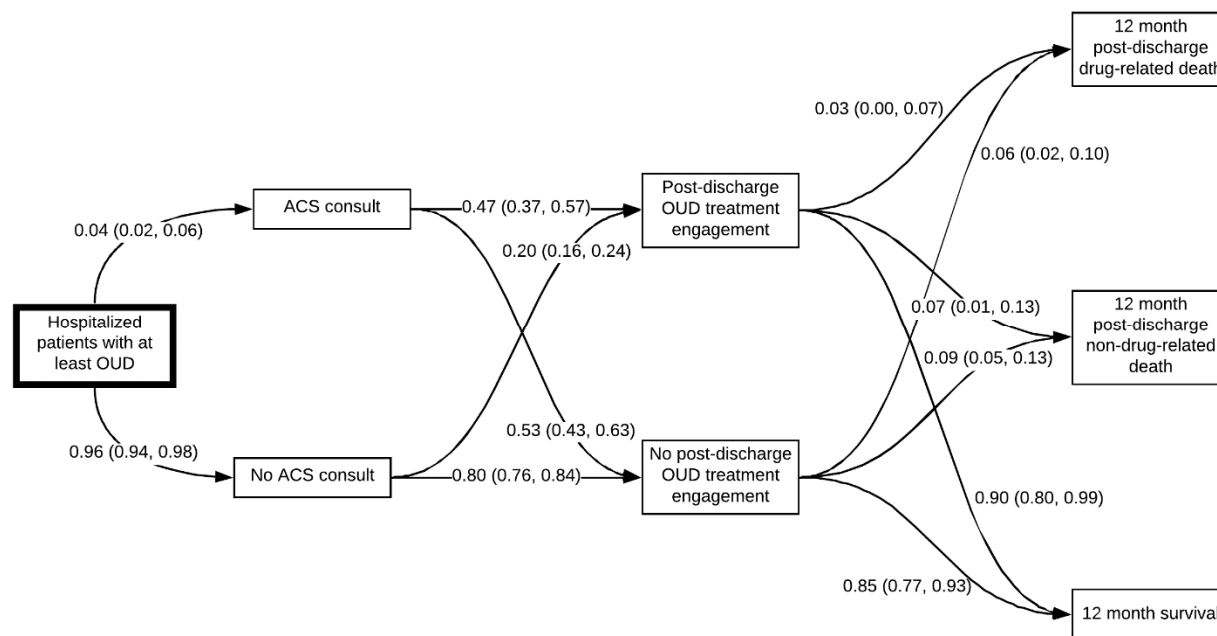 12 month
post-discharge
drug-related death
0.03 (0.00, 0.07)
0.06 (0.02, 0.10)
ACS consult
0.47 (0.37, 0.57)
Post-discharge
OUD treatment
engagement
0.04 (0.02, 0.06)
0.20 (0.16, 0.24)
Hospitalized
patients with at
least OUD
0.07 (0.01, 0.13)
12 month
post-discharge
non-drug-related
death
0.09 (0.05, 0.13)
0.96 (0.94, 0.98)
0.53 (0.43, 0.63)
No ACS consult
0.80 (0.76, 0.84)
No post-discharge
OUD treatment
engagement
0.90 (0.80, 0.99)
0.85 (0.77, 0.93)
12 month survival